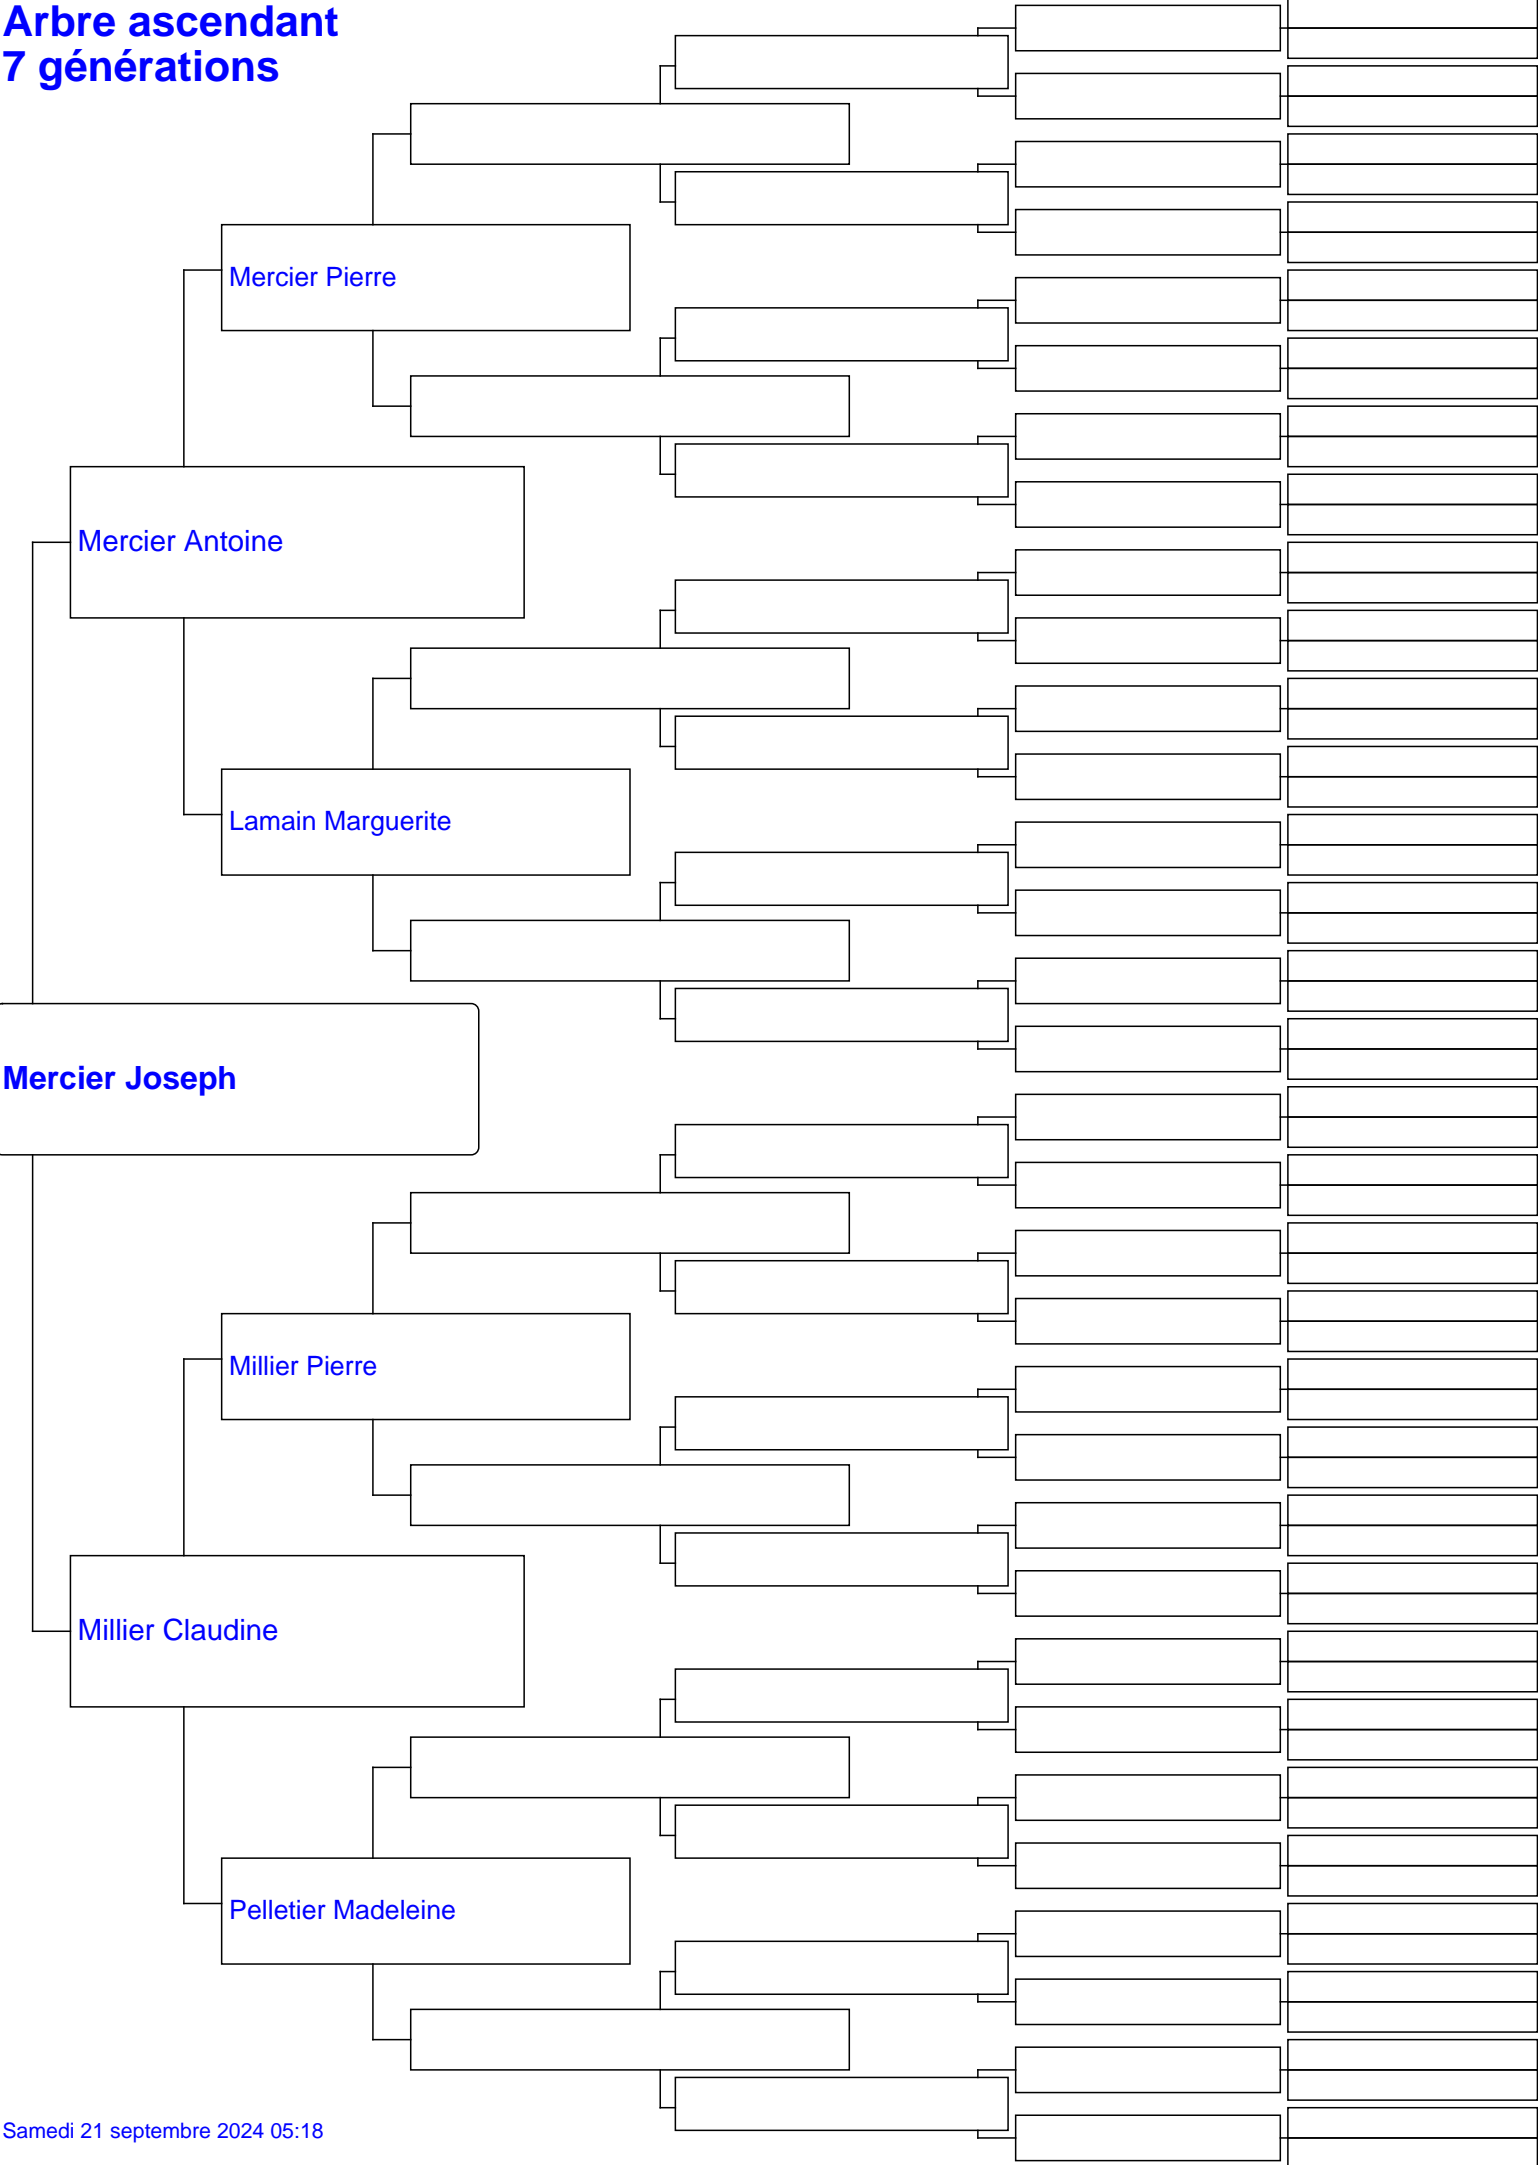 Arbre ascendant
7 générations
Mercier Pierre
Mercier Antoine
Lamain Marguerite
Mercier Joseph
Millier Pierre
Millier Claudine
Pelletier Madeleine
Samedi 21 septembre 2024 05:18